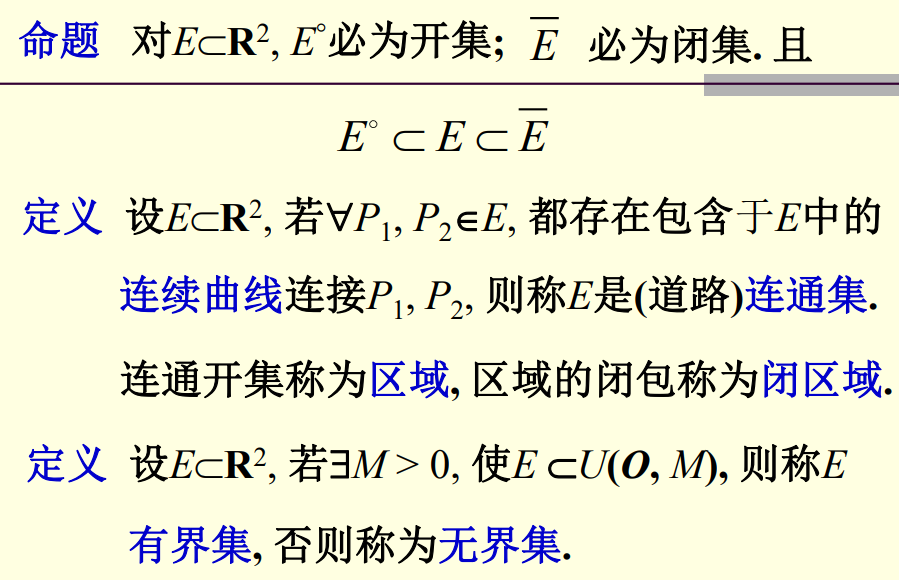 命题 对E⊂R², E°必为开集; E̅ 必为闭集. 且
E° ⊂ E ⊂ E̅
定义 设E⊂R², 若∀P₁, P₂∈E, 都存在包含于E中的
连续曲线连接P₁, P₂, 则称E是(道路)连通集.
连通开集称为区域, 区域的闭包称为闭区域.
定义 设E⊂R², 若∃M > 0, 使E ⊂U(O, M), 则称E
有界集, 否则称为无界集.